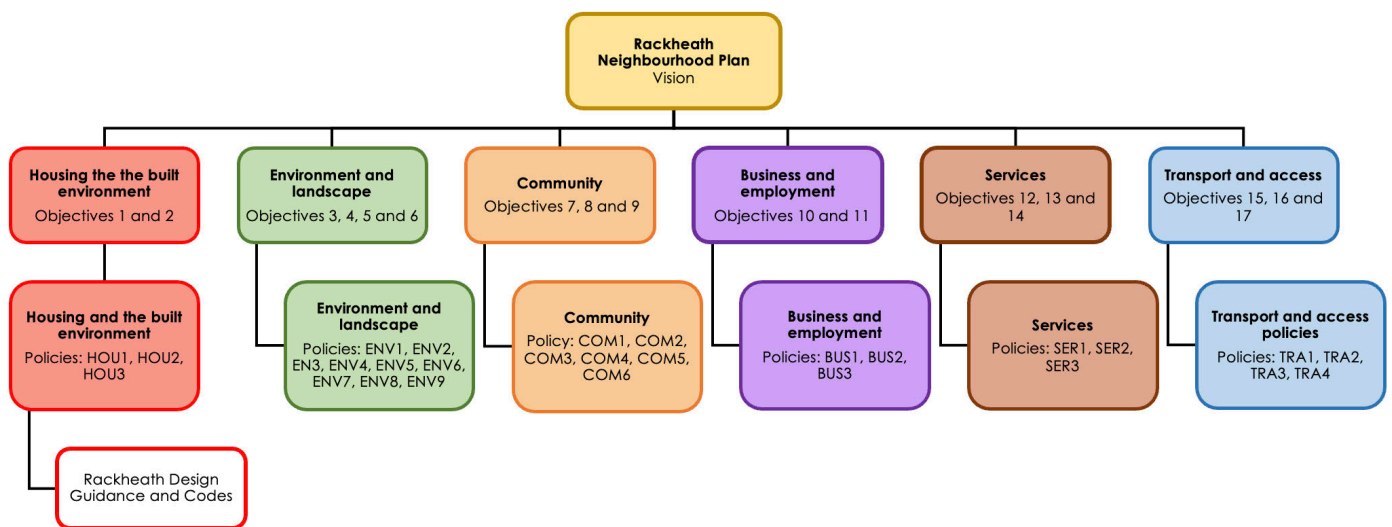 Rackheath
Neighbourhood Plan
Vision
Housing the the built
environment
Objectives 1 and 2
Environment and
landscape
Objectives 3, 4, 5 and 6
Community
Objectives 7, 8 and 9
Business and
employment
Objectives 10 and 11
Services
Objectives 12, 13 and
14
Transport and access
Objectives 15, 16 and
17
Housing and the built
environment
Policies: HOU1, HOU2,
HOU3
Environment and
landscape
Policies: ENV1, ENV2,
EN3, ENV4, ENV5, ENV6,
ENV7, ENV8, ENV9
Community
Policy: COM1, COM2,
COM3, COM4, COM5,
COM6
Business and
employment
Policies: BUS1, BUS2,
BUS3
Services
Policies: SER1, SER2,
SER3
Transport and access
policies
Policies: TRA1, TRA2,
TRA3, TRA4
Rackheath Design
Guidance and Codes